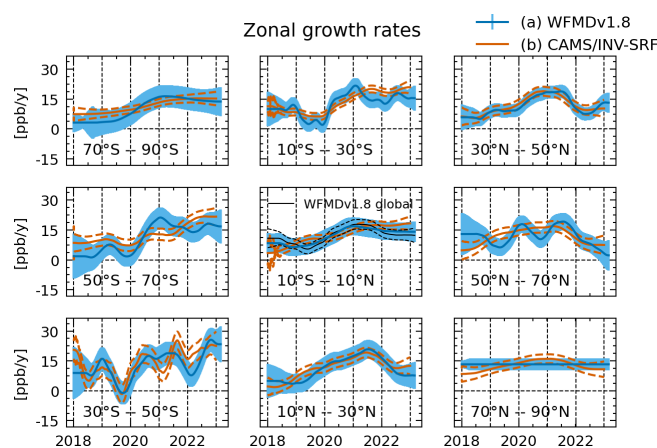 Zonal growth rates
(a) WFMDv1.8
(b) CAMS/INV-SRF
[ppb/y]
30
15
0
-15
70°S -- 90°S
10°S -- 30°S
30°N -- 50°N
[ppb/y]
30
15
0
-15
50°S -- 70°S
WFMDv1.8 global
10°S -- 10°N
50°N -- 70°N
[ppb/y]
30
15
0
-15
30°S -- 50°S
10°N -- 30°N
70°N -- 90°N
2018 2020 2022 2018 2020 2022 2018 2020 2022